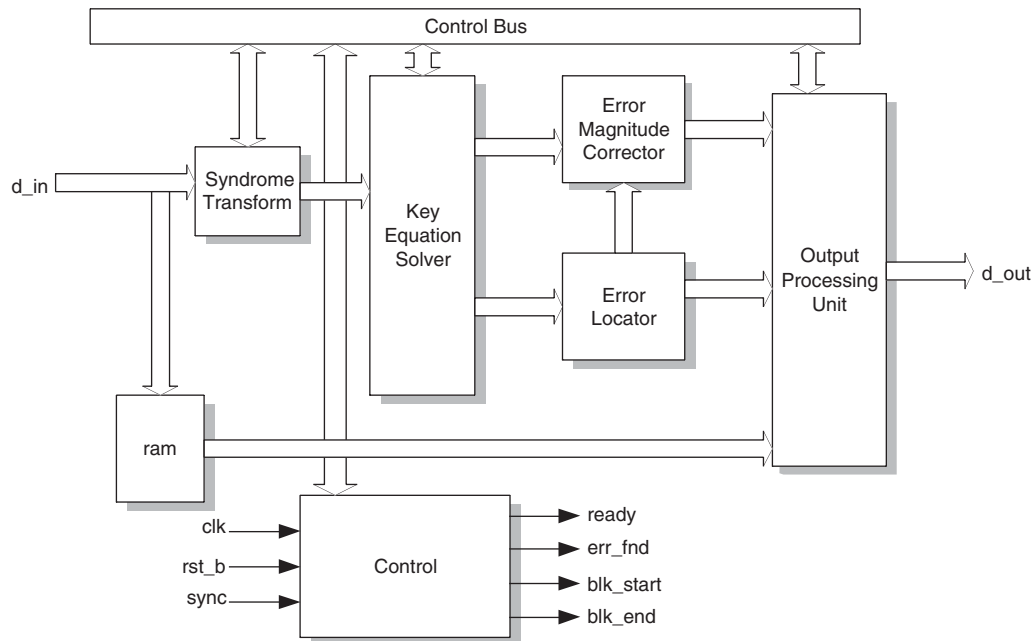 Control Bus
d_in
Syndrome
Transform
Key
Equation
Solver
Error
Magnitude
Corrector
Error
Locator
Output
Processing
Unit
d_out
ram
clk
rst_b
sync
Control
ready
err_fnd
blk_start
blk_end